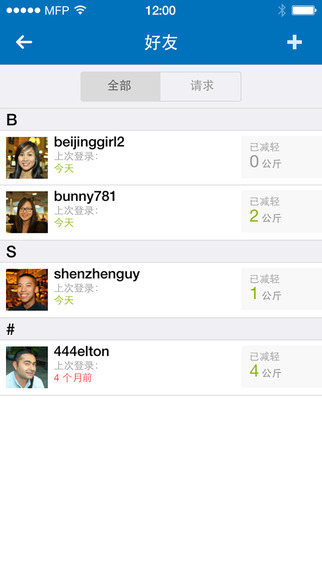 MFP 12:00
好友
全部 请求
B
beijinggirl2
上次登录：
今天
已减轻
0 公斤
bunny781
上次登录：
今天
已减轻
2 公斤
S
shenzhenguy
上次登录：
今天
已减轻
1 公斤
#
444elton
上次登录：
4 个月前
已减轻
4 公斤